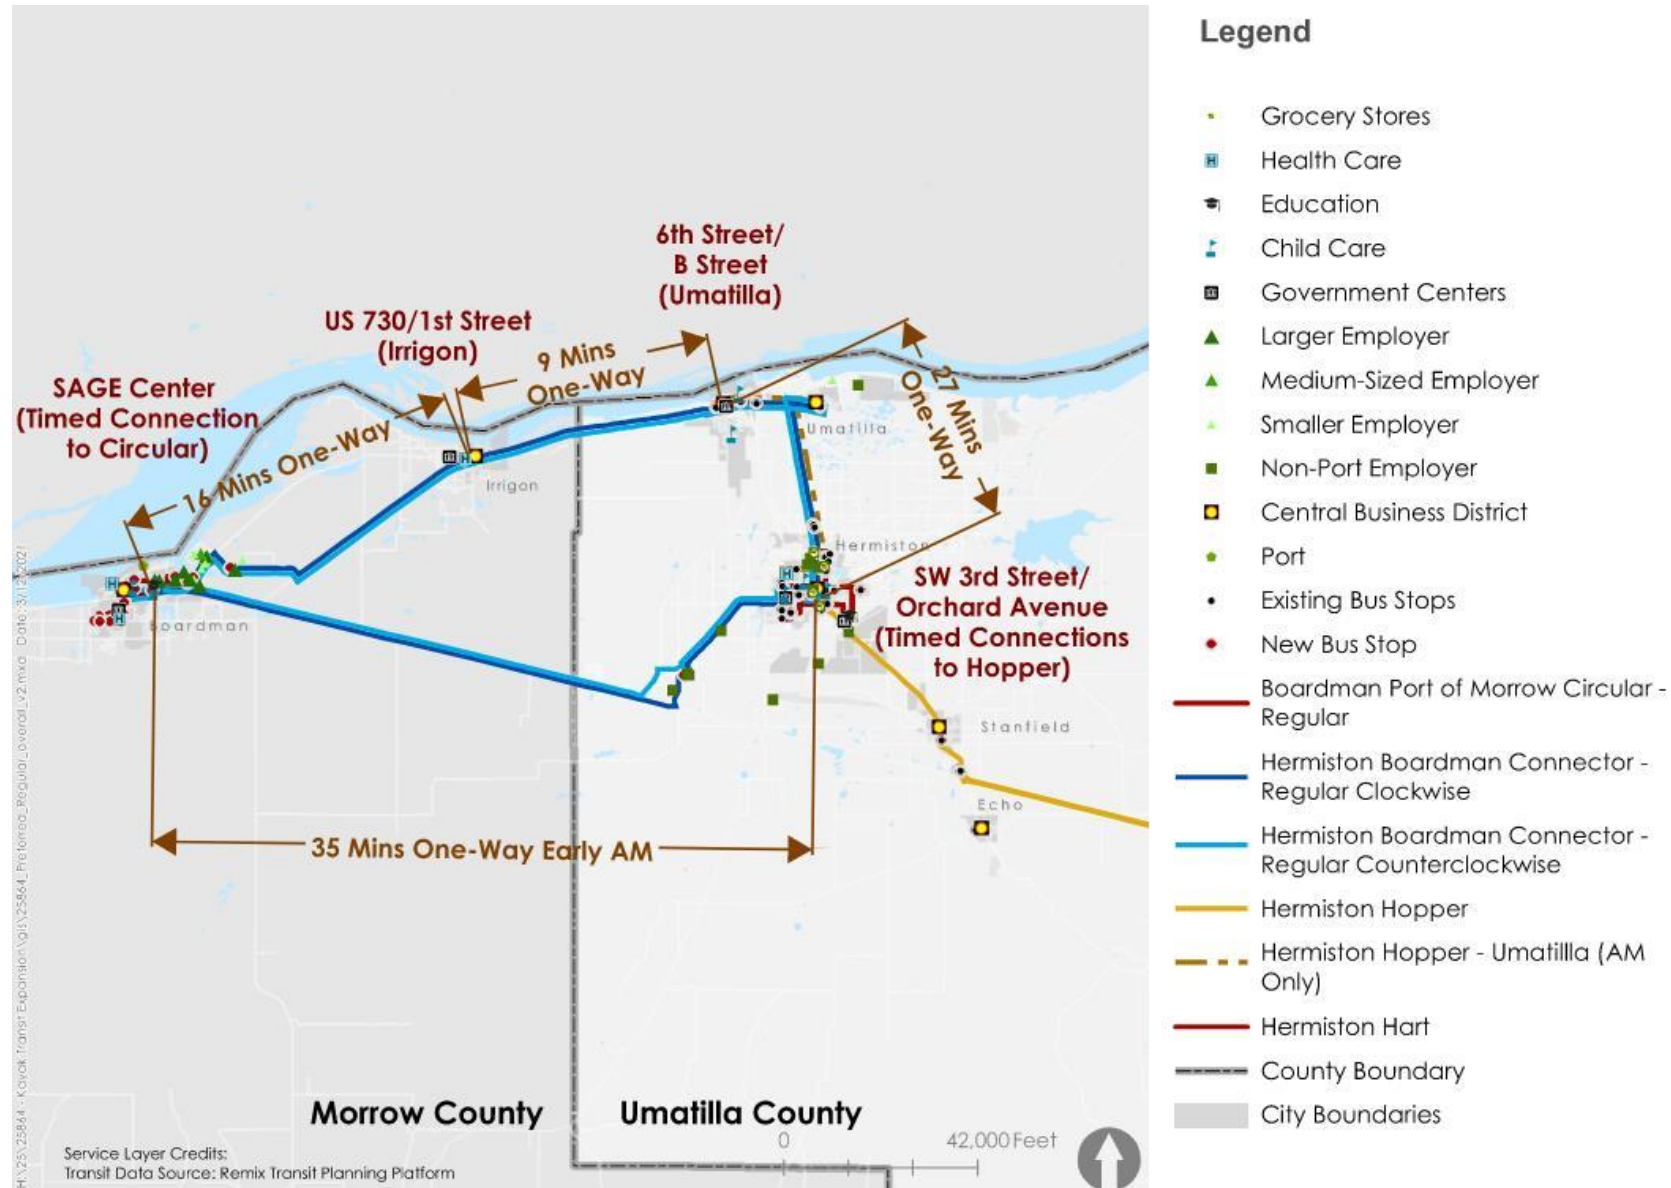 Legend
Grocery Stores
Health Care
Education
Child Care
Government Centers
Larger Employer
Medium-Sized Employer
Smaller Employer
Non-Port Employer
Central Business District
Port
Existing Bus Stops
New Bus Stop
Boardman Port of Morrow Circular -
Regular
Hermiston Boardman Connector -
Regular Clockwise
Hermiston Boardman Connector -
Regular Counterclockwise
Hermiston Hopper
Hermiston Hopper - Umatillla (AM
Only)
Hermiston Hart
County Boundary
City Boundaries
6th Street/
B Street
(Umatilla)
US 730/1st Street
(Irrigon)
9 Mins
One-Way
27 Mins
One-Way
SAGE Center
(Timed Connection
to Circular)
16 Mins One-Way
Umatilla
Irrigon
Hermiston
SW 3rd Street/
Orchard Avenue
(Timed Connections
to Hopper)
Boardman
Stanfield
Echo
35 Mins One-Way Early AM
Morrow County
Umatilla County
0
42,000 Feet
Service Layer Credits:
Transit Data Source: Remix Transit Planning Platform